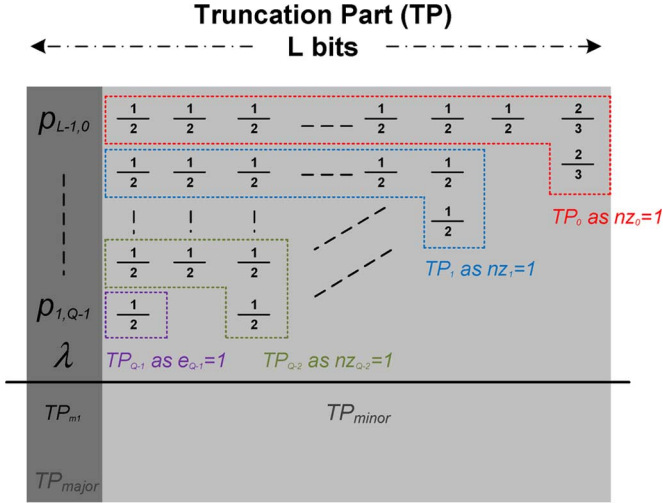 Truncation Part (TP)
L bits
p_{L-1,0} 1/2 1/2 1/2 1/2 1/2 1/2 2/3
1/2 1/2 1/2 1/2 1/2 2/3
TP_0 as nz_0=1
1/2
TP_1 as nz_1=1
1/2 1/2 1/2
p_{1,Q-1} 1/2 1/2
λ TP_{Q-1} as e_{Q-1}=1 TP_{Q-2} as nz_{Q-2}=1
TP_{m1} TP_{minor}
TP_{major}